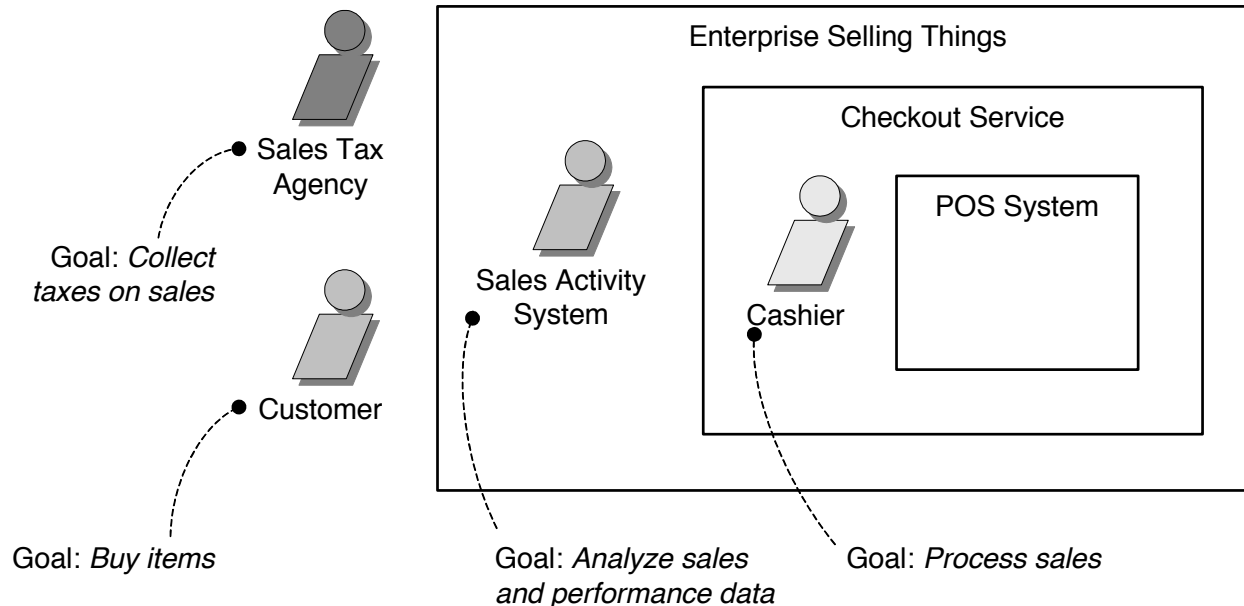 Enterprise Selling Things
Checkout Service
POS System
Sales Tax
Agency
Goal: Collect
taxes on sales
Customer
Goal: Buy items
Sales Activity
System
Goal: Analyze sales
and performance data
Cashier
Goal: Process sales